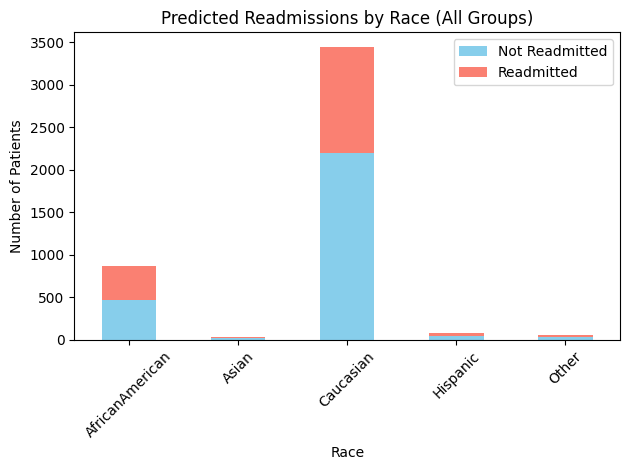 Predicted Readmissions by Race (All Groups)
Not Readmitted
Readmitted
Number of Patients
3500
3000
2500
2000
1500
1000
500
0
AfricanAmerican
Asian
Caucasian
Hispanic
Other
Race